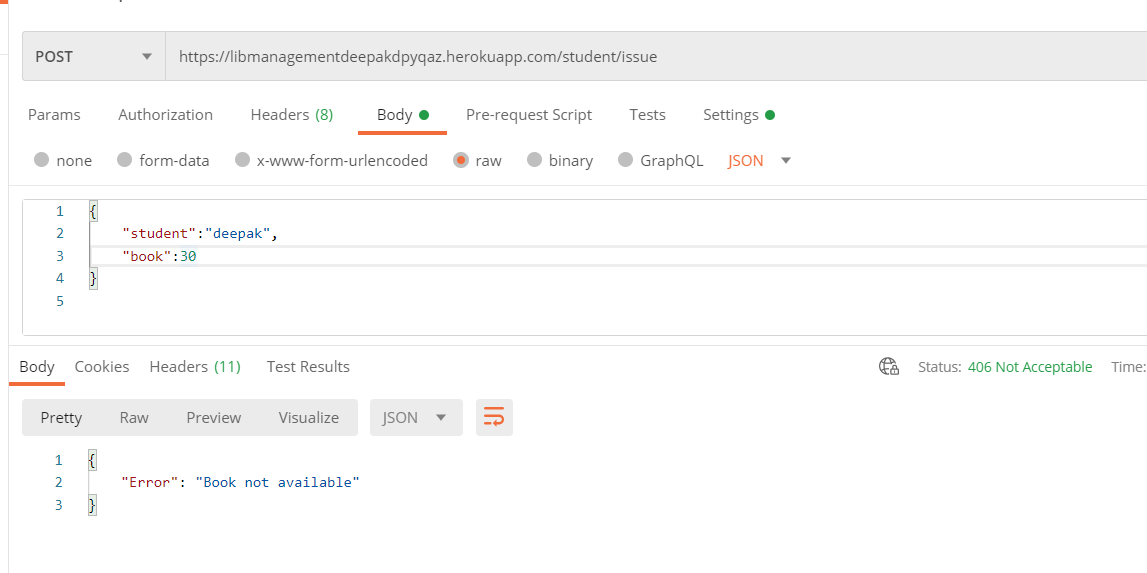 POST https://libmanagementdeepakdpyqaz.herokuapp.com/student/issue
Params Authorization Headers (8) Body Pre-request Script Tests Settings
none form-data x-www-form-urlencoded raw binary GraphQL JSON
1 {
2 "student":"deepak",
3 "book":30
4 }
5
Body Cookies Headers (11) Test Results Status: 406 Not Acceptable Time:
Pretty Raw Preview Visualize JSON
1 {
2 "Error": "Book not available"
3 }